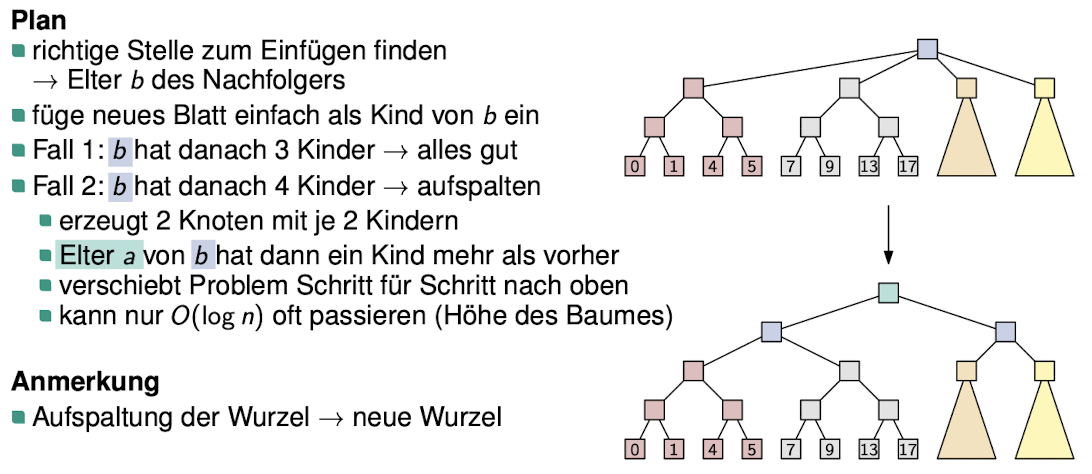 Plan
richtige Stelle zum Einfügen finden
→ Elter b des Nachfolgers
füge neues Blatt einfach als Kind von b ein
Fall 1: b hat danach 3 Kinder → alles gut
Fall 2: b hat danach 4 Kinder → aufspalten
erzeugt 2 Knoten mit je 2 Kindern
Elter a von b hat dann ein Kind mehr als vorher
verschiebt Problem Schritt für Schritt nach oben
kann nur O(log n) oft passieren (Höhe des Baumes)
Anmerkung
Aufspaltung der Wurzel → neue Wurzel
0 1 4 5 7 9 13 17
0 1 4 5 7 9 13 17